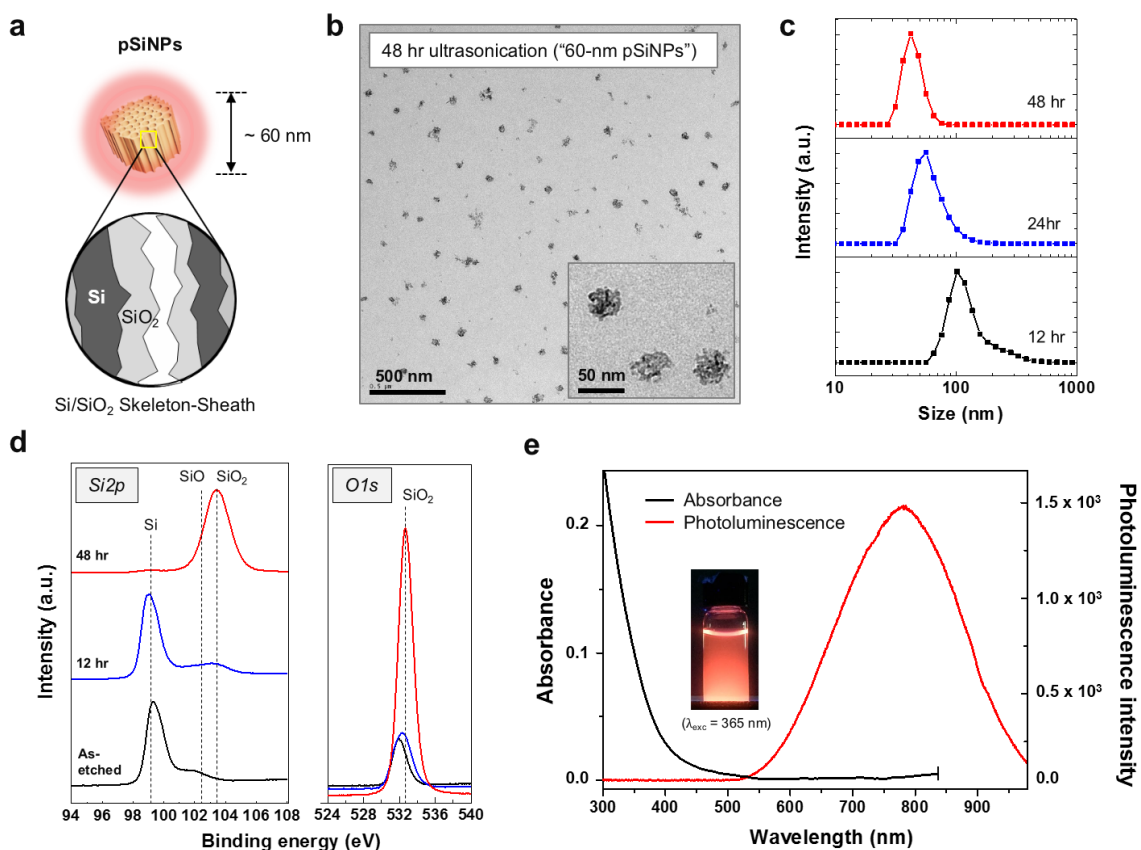 a
pSiNPs
~ 60 nm
Si
SiO₂
Si/SiO₂ Skeleton-Sheath
b
48 hr ultrasonication (“60-nm pSiNPs”)
500 nm
0.5 µm
50 nm
c
Intensity (a.u.)
48 hr
24hr
12 hr
10 100 1000
Size (nm)
d
Intensity (a.u.)
Si2p
Si
SiO
SiO₂
48 hr
12 hr
As-
etched
94 96 98 100 102 104 106 108
O1s
SiO₂
524 528 532 536 540
Binding energy (eV)
e
Absorbance
Photoluminescence
Absorbance
0.2
0.1
0.0
(λexc = 365 nm)
1.5 x 10³
1.0 x 10³
0.5 x 10³
0.0
Photoluminescence intensity
300 400 500 600 700 800 900
Wavelength (nm)